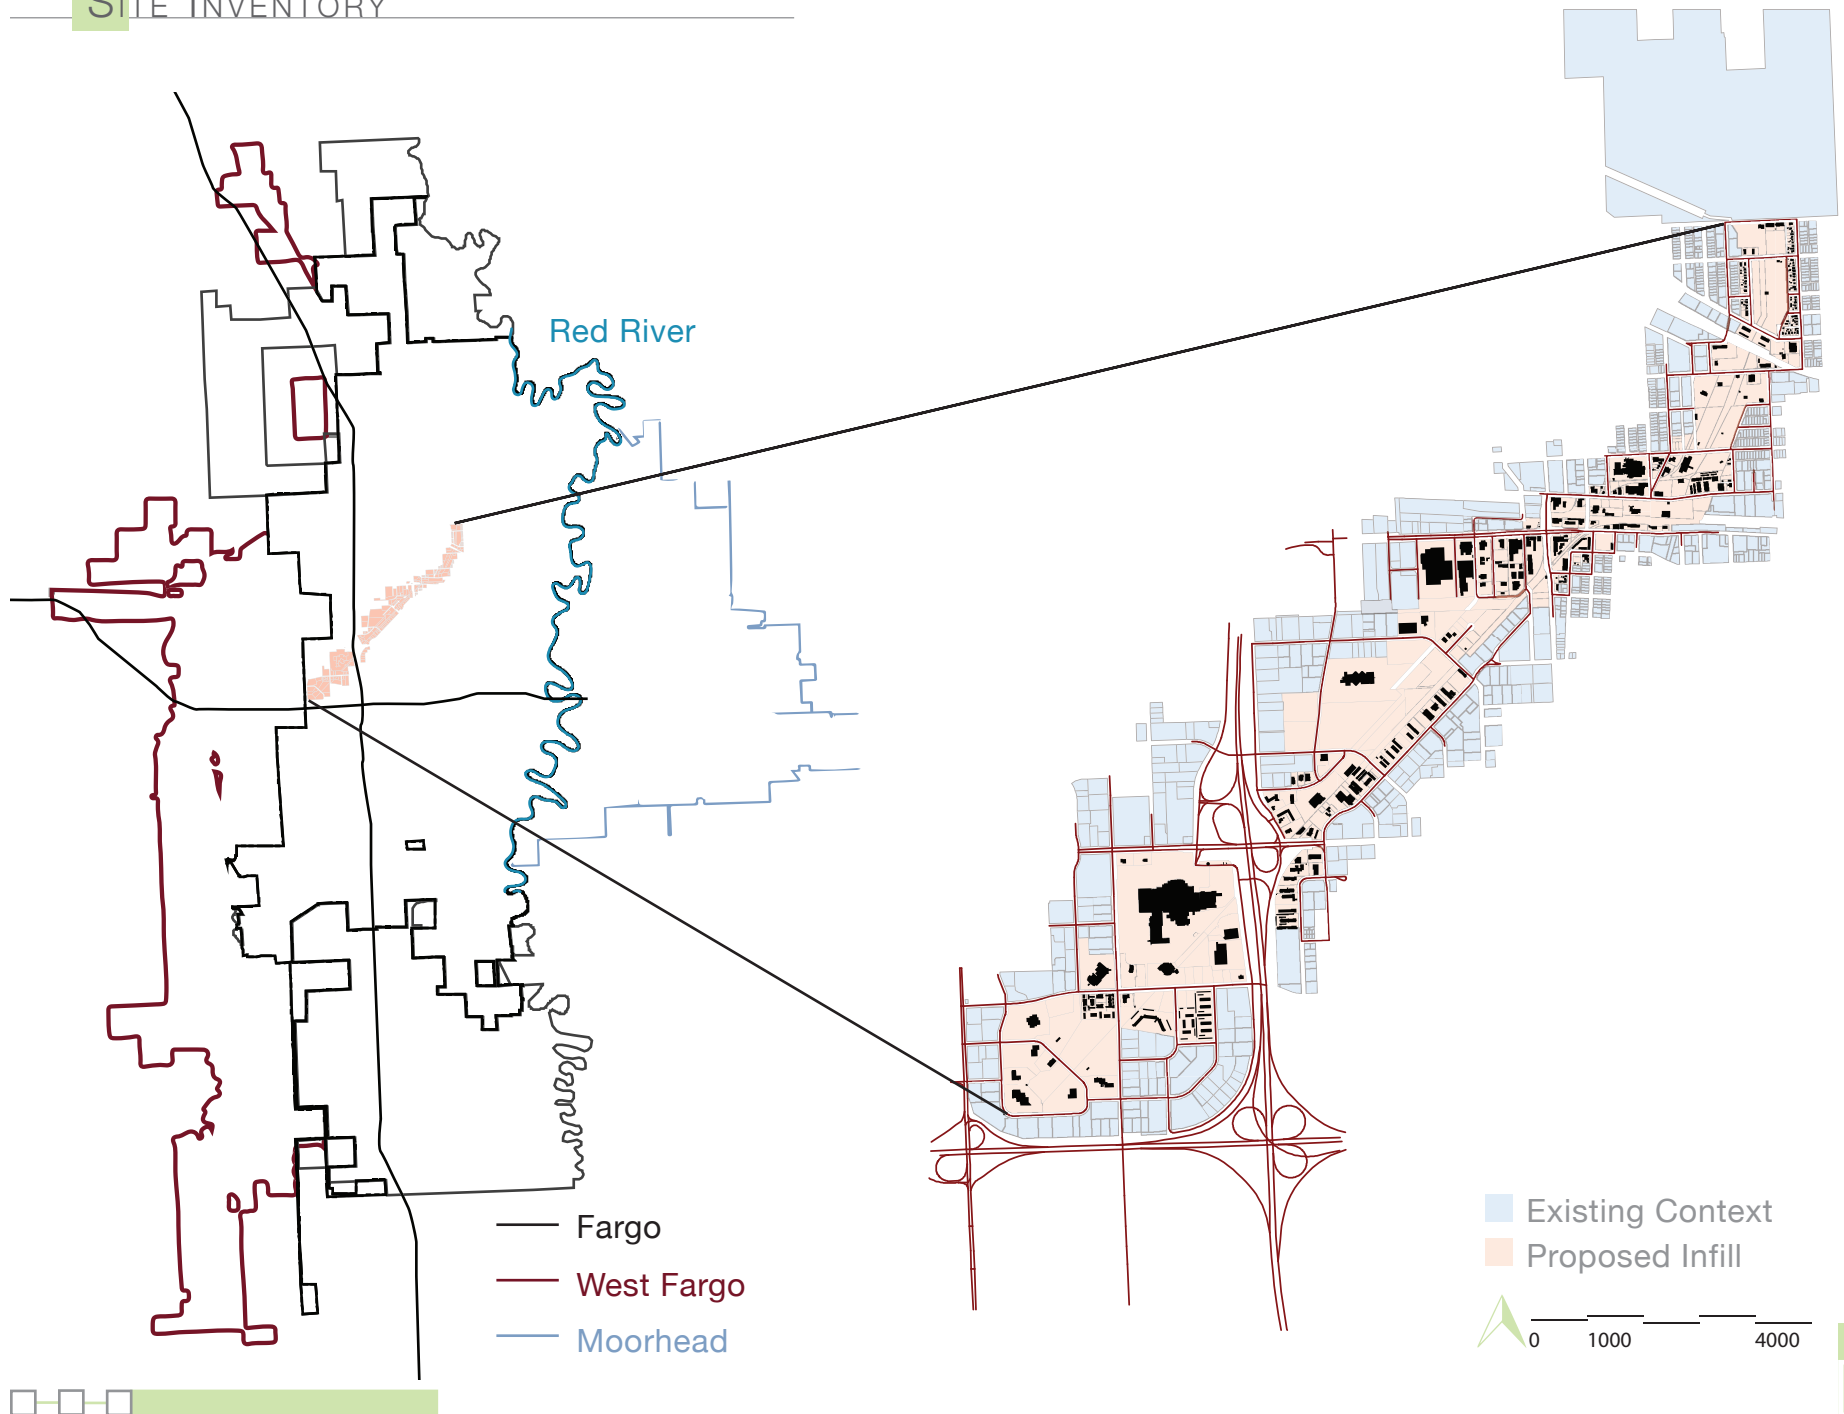 SITE INVENTORY
Red River
Fargo
West Fargo
Moorhead
Existing Context
Proposed Infill
0 1000 4000